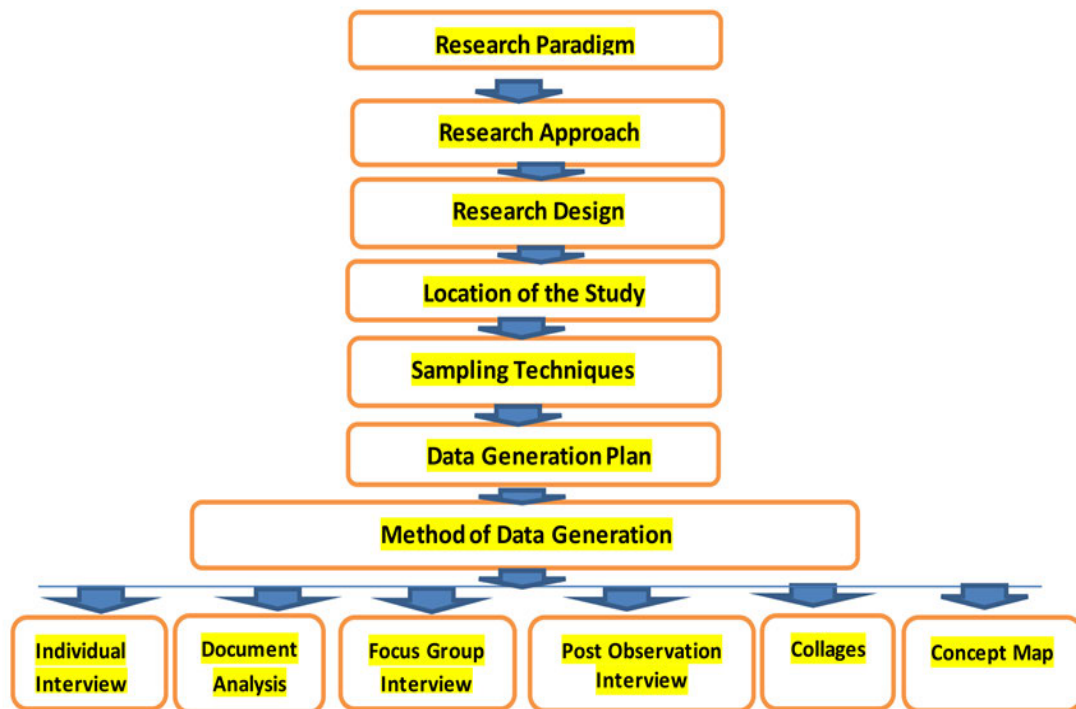 Research Paradigm
Research Approach
Research Design
Location of the Study
Sampling Techniques
Data Generation Plan
Method of Data Generation
Individual
Interview
Document
Analysis
Focus Group
Interview
Post Observation
Interview
Collages
Concept Map